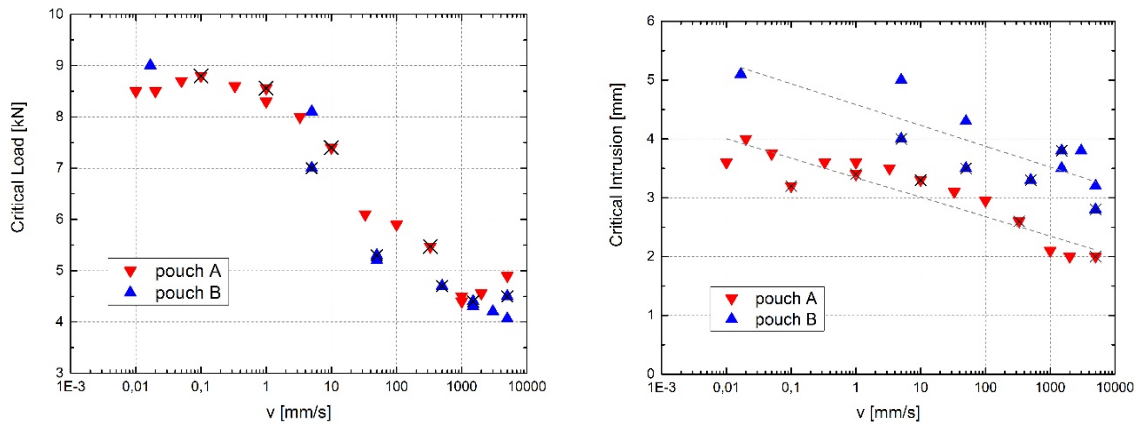 Critical Load [kN]
10
9
8
7
6
5
4
3
1E-3
0,01
0,1
1
10
100
1000
10000
v [mm/s]
pouch A
pouch B
Critical Intrusion [mm]
6
5
4
3
2
1
0
1E-3
0,01
0,1
1
10
100
1000
10000
v [mm/s]
pouch A
pouch B